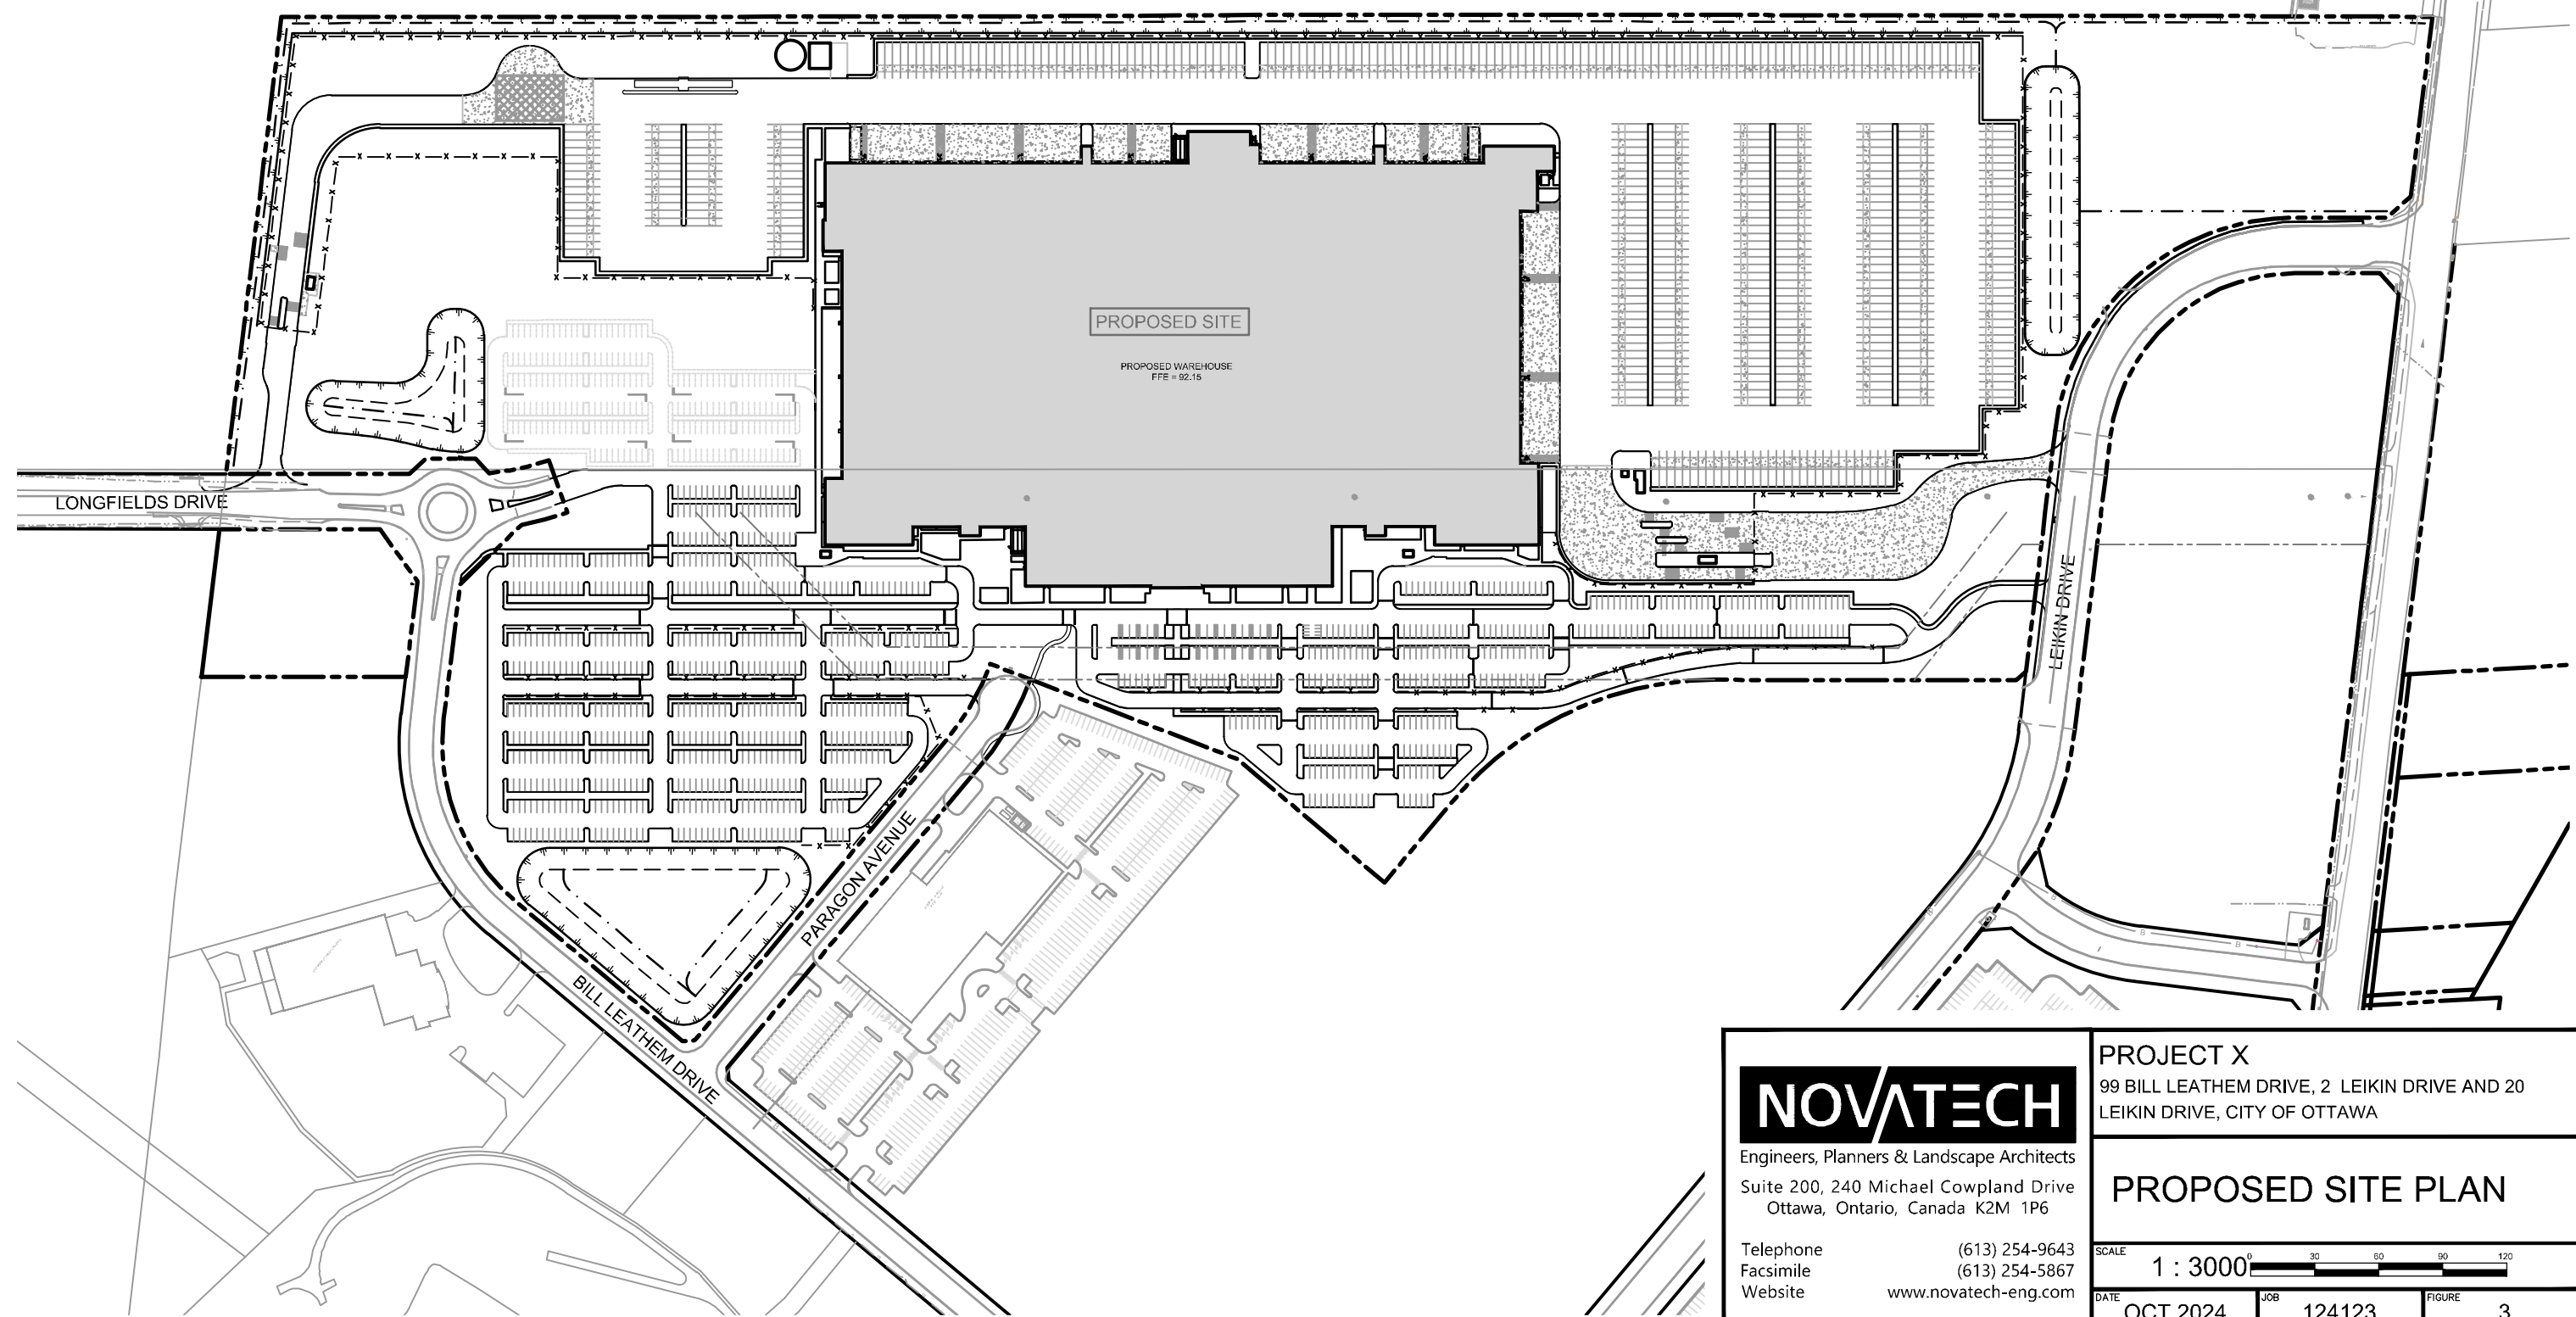 PROPOSED SITE
PROPOSED WAREHOUSE
FFE = 92.15
LONGFIELDS DRIVE
LEIKIN DRIVE
PARAGON AVENUE
BILL LEATHEM DRIVE
NOVATECH
Engineers, Planners & Landscape Architects
Suite 200, 240 Michael Cowpland Drive
Ottawa, Ontario, Canada K2M 1P6
Telephone (613) 254-9643
Facsimile (613) 254-5867
Website www.novatech-eng.com
PROJECT X
99 BILL LEATHEM DRIVE, 2 LEIKIN DRIVE AND 20
LEIKIN DRIVE, CITY OF OTTAWA
PROPOSED SITE PLAN
SCALE
1 : 3000
0 30 60 90 120
DATE JOB FIGURE
OCT 2024 124123 3